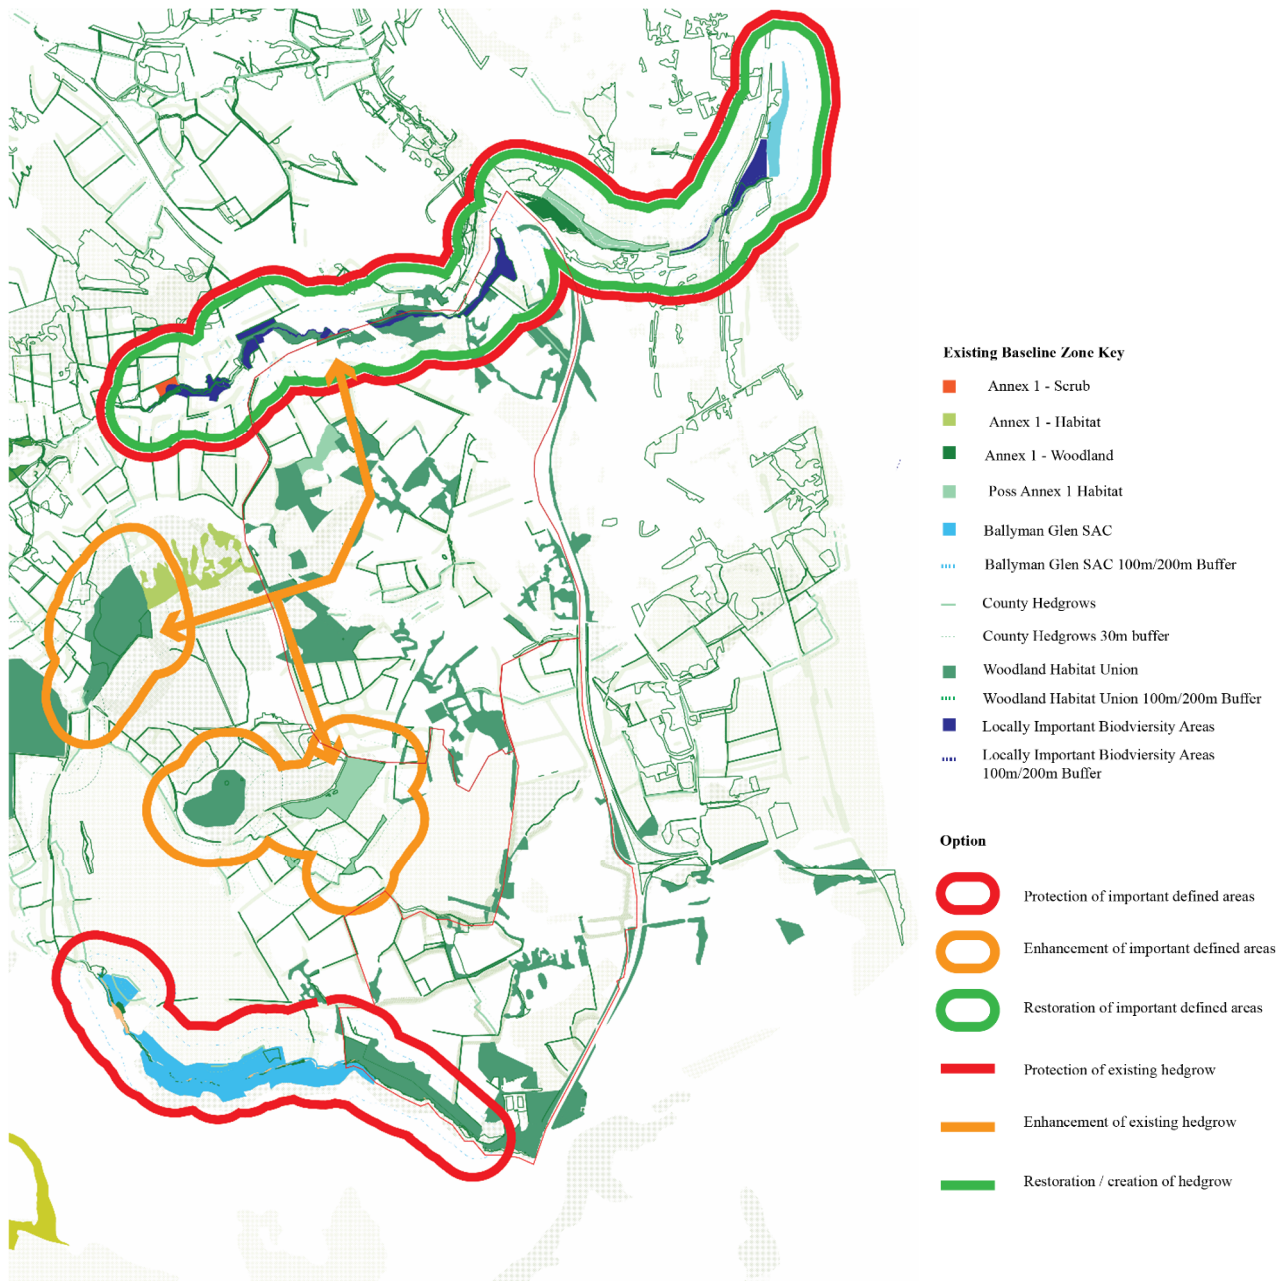 Existing Baseline Zone Key
Annex 1 - Scrub
Annex 1 - Habitat
Annex 1 - Woodland
Poss Annex 1 Habitat
Ballyman Glen SAC
Ballyman Glen SAC 100m/200m Buffer
County Hedgrows
County Hedgrows 30m buffer
Woodland Habitat Union
Woodland Habitat Union 100m/200m Buffer
Locally Important Biodviersity Areas
Locally Important Biodviersity Areas
100m/200m Buffer
Option
Protection of important defined areas
Enhancement of important defined areas
Restoration of important defined areas
Protection of existing hedgrow
Enhancement of existing hedgrow
Restoration / creation of hedgrow